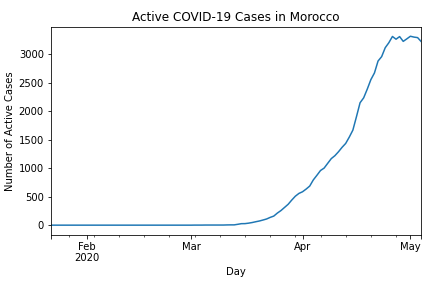 Active COVID-19 Cases in Morocco
Number of Active Cases
3000
2500
2000
1500
1000
500
0
Feb
2020
Mar
Apr
May
Day